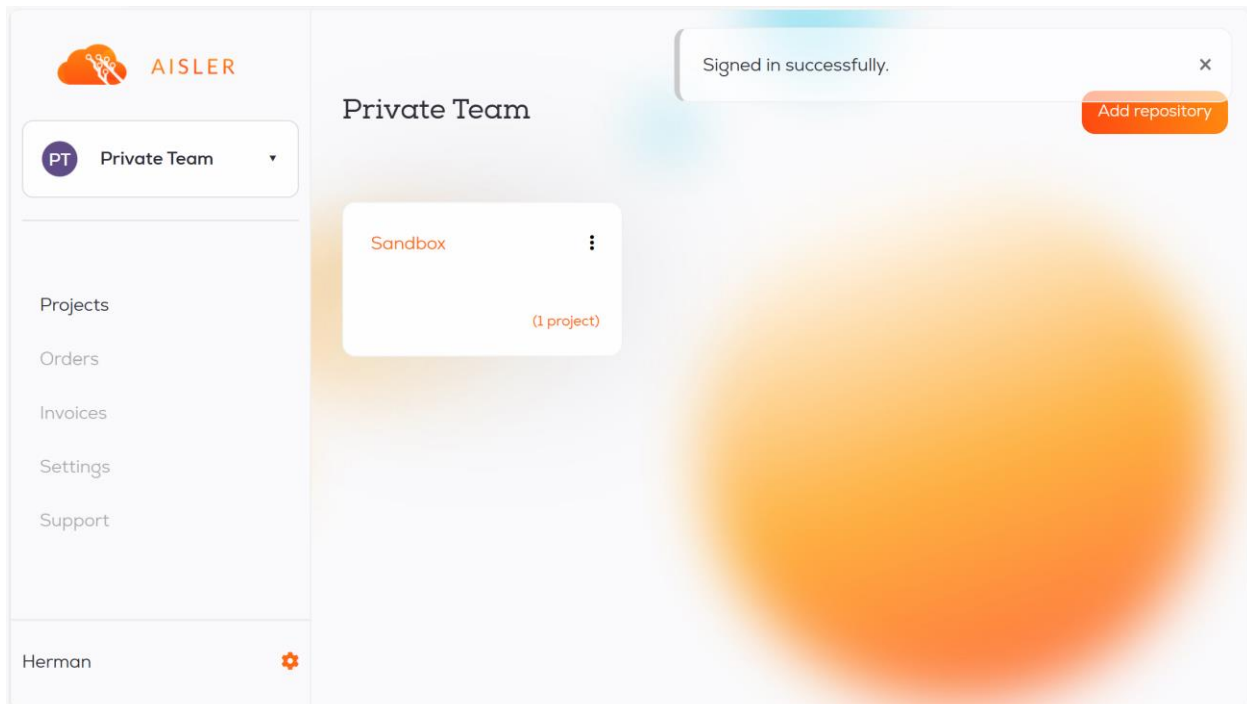 AISLER
PT Private Team
Projects
Orders
Invoices
Settings
Support
Herman
Signed in successfully. ×
Private Team
Add repository
Sandbox
(1 project)